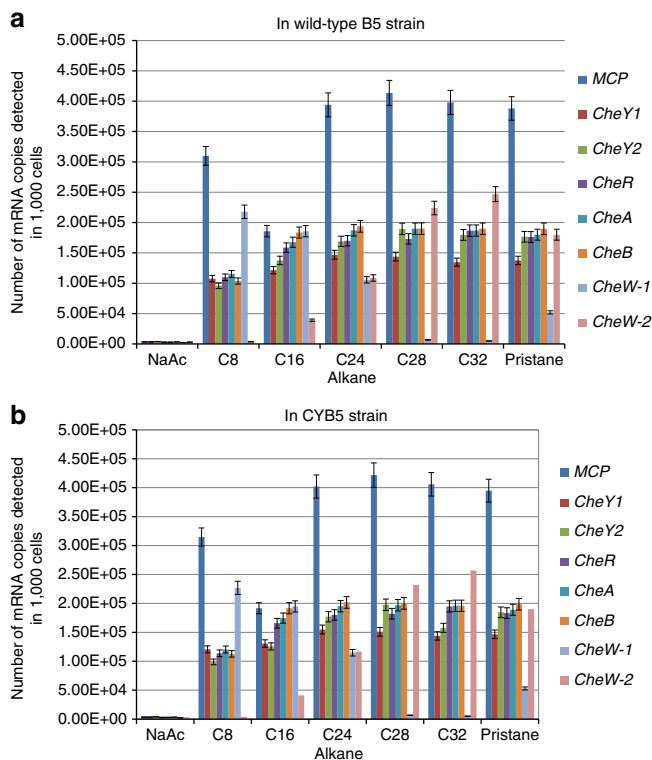 a
In wild-type B5 strain
Number of mRNA copies detected
in 1,000 cells
5.00E+05
4.50E+05
4.00E+05
3.50E+05
3.00E+05
2.50E+05
2.00E+05
1.50E+05
1.00E+05
5.00E+04
0.00E+00
NaAc C8 C16 C24 C28 C32 Pristane
Alkane
MCP
CheY1
CheY2
CheR
CheA
CheB
CheW-1
CheW-2
b
In CYB5 strain
Number of mRNA copies detected
in 1,000 cells
5.00E+05
4.50E+05
4.00E+05
3.50E+05
3.00E+05
2.50E+05
2.00E+05
1.50E+05
1.00E+05
5.00E+04
0.00E+00
NaAc C8 C16 C24 C28 C32 Pristane
Alkane
MCP
CheY1
CheY2
CheR
CheA
CheB
CheW-1
CheW-2